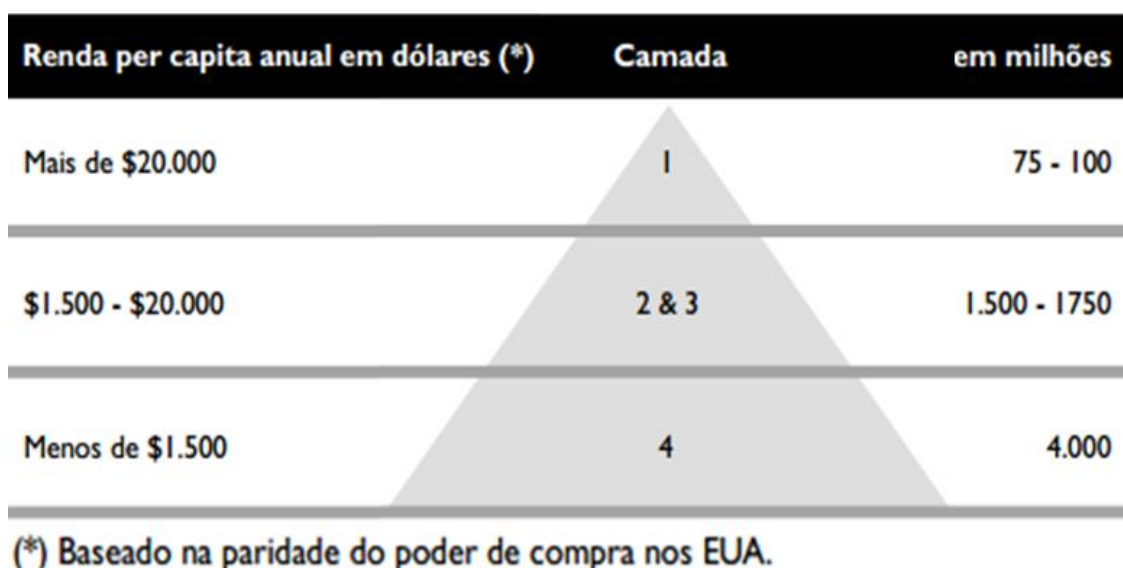 Renda per capita anual em dólares (*) Camada em milhões
Mais de $20.000 1 75 - 100
$1.500 - $20.000 2 & 3 1.500 - 1750
Menos de $1.500 4 4.000
(*) Baseado na paridade do poder de compra nos EUA.